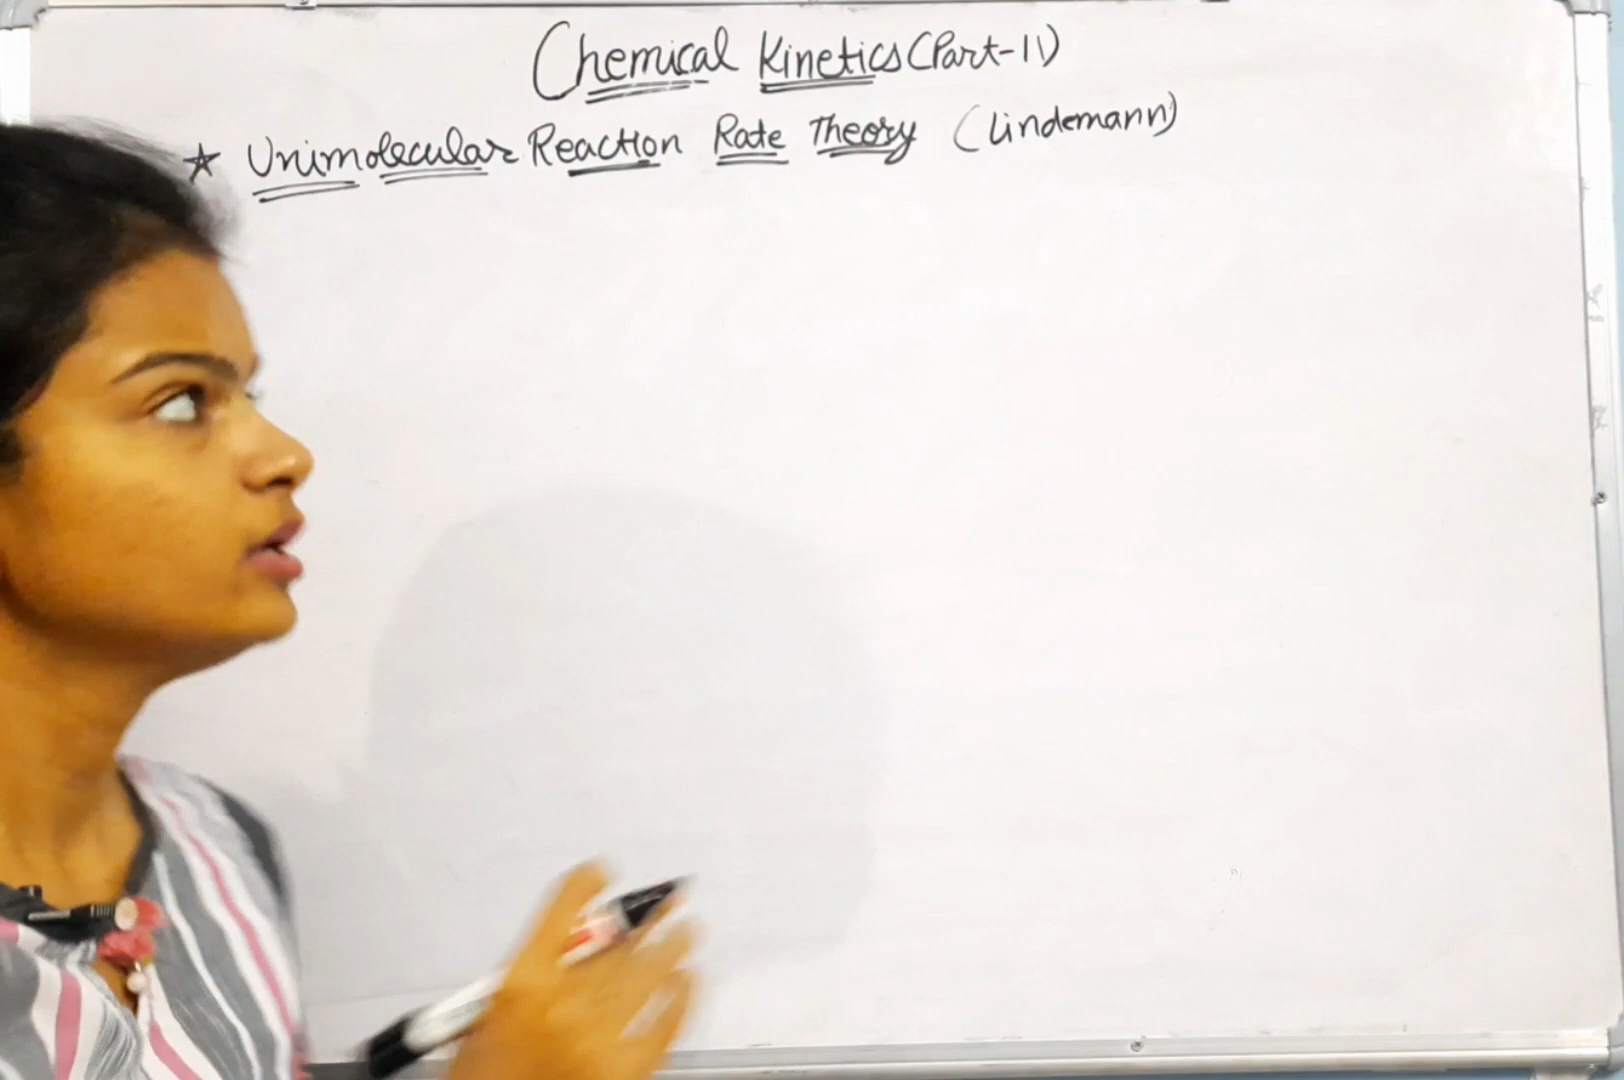 Chemical Kinetics (Part-11)
★ Unimolecular Reaction Rate Theory (Lindemann)